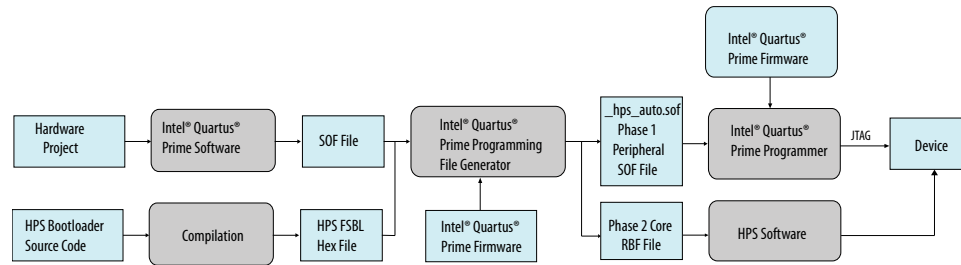 Intel® Quartus®
Prime Firmware
Hardware
Project
Intel® Quartus®
Prime Software
SOF File
Intel® Quartus®
Prime Programming
File Generator
_hps_auto.sof
Phase 1
Peripheral
SOF File
Intel® Quartus®
Prime Programmer
JTAG
Device
HPS Bootloader
Source Code
Compilation
HPS FSBL
Hex File
Intel® Quartus®
Prime Firmware
Phase 2 Core
RBF File
HPS Software